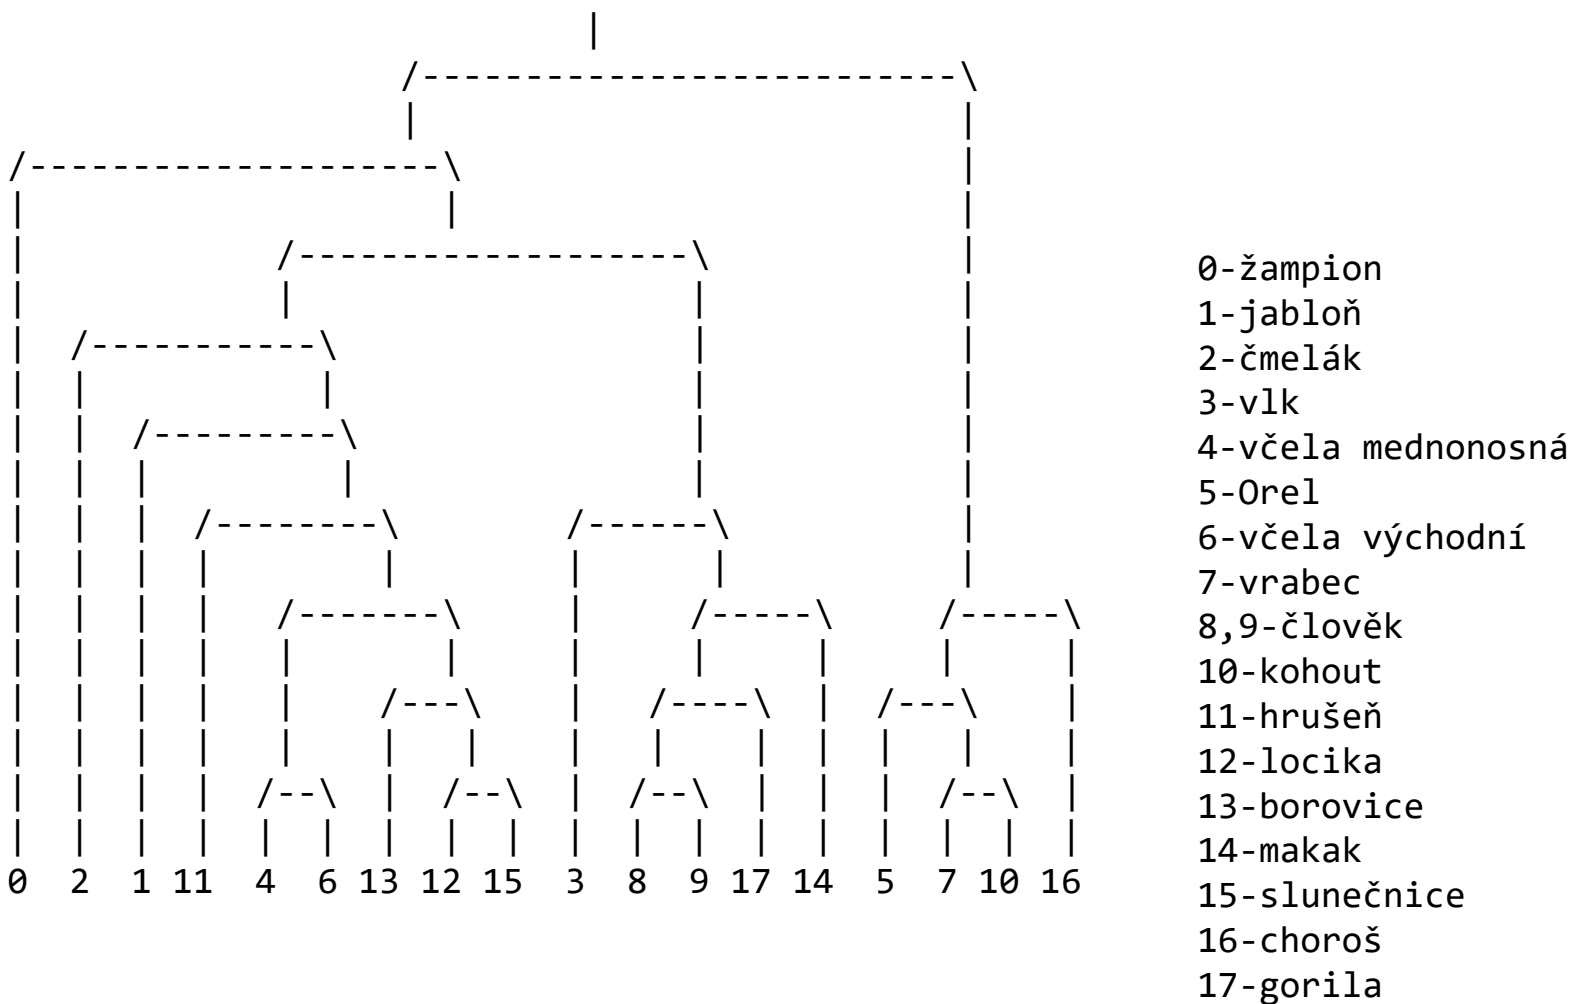 |
/--------------------------\
| |
/--------------------\ |
| | |
| /-------------------\ |
| | | |
| /-----------\ | |
| | | | |
| | /---------\ | |
| | | | | |
| | | /--------\ /------\ |
| | | | | | | |
| | | | /-------\ | /-----\ /-----\
| | | | | | | | | | |
| | | | | /---\ | /----\ | /---\ |
| | | | | | | | | | | | | |
| | | | /--\ | /--\ | /--\ | | | /--\ |
| | | | | | | | | | | | | | | | | |
0 2 1 11 4 6 13 12 15 3 8 9 17 14 5 7 10 16
0-žampion
1-jabloň
2-čmelák
3-vlk
4-včela mednonosná
5-Orel
6-včela východní
7-vrabec
8,9-člověk
10-kohout
11-hrušeň
12-locika
13-borovice
14-makak
15-slunečnice
16-choroš
17-gorila